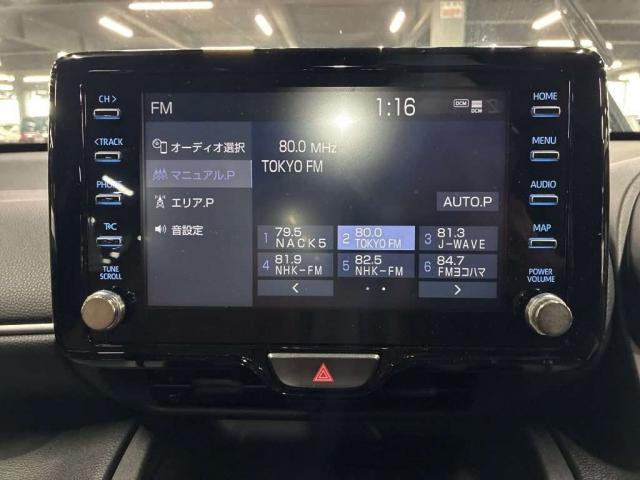 CH >
< TRACK
PHONE
TUNE
SCROLL
FM
1:16
DCM
DCM
オーディオ選択
マニュアル.P
エリア.P
音設定
80.0 MHz
TOKYO FM
AUTO.P
1 79.5 NACK5
2 80.0 TOKYO FM
3 81.3 J-WAVE
4 81.9 NHK-FM
5 82.5 NHK-FM
6 84.7 FMヨコハマ
<
>
HOME
MENU
AUDIO
MAP
POWER
VOLUME